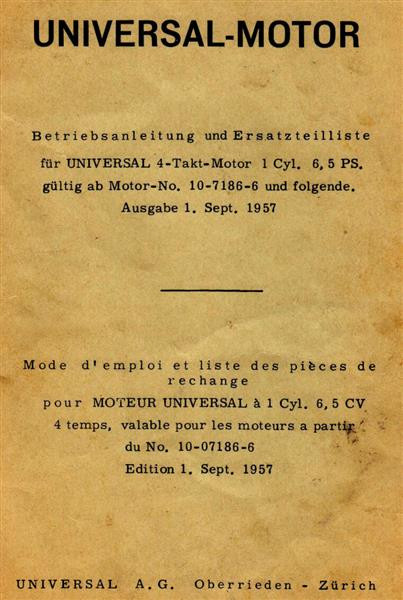 UNIVERSAL-MOTOR
Betriebsanleitung und Ersatzteilliste
für UNIVERSAL 4-Takt-Motor 1 Cyl. 6,5 PS.
gültig ab Motor-No. 10-7186-6 und folgende.
Ausgabe 1. Sept. 1957
Mode d'emploi et liste des pièces de
rechange
pour MOTEUR UNIVERSAL à 1 Cyl. 6,5 CV
4 temps, valable pour les moteurs a partir
du No. 10-07186-6
Edition 1. Sept. 1957
UNIVERSAL A.G. Oberrieden - Zürich